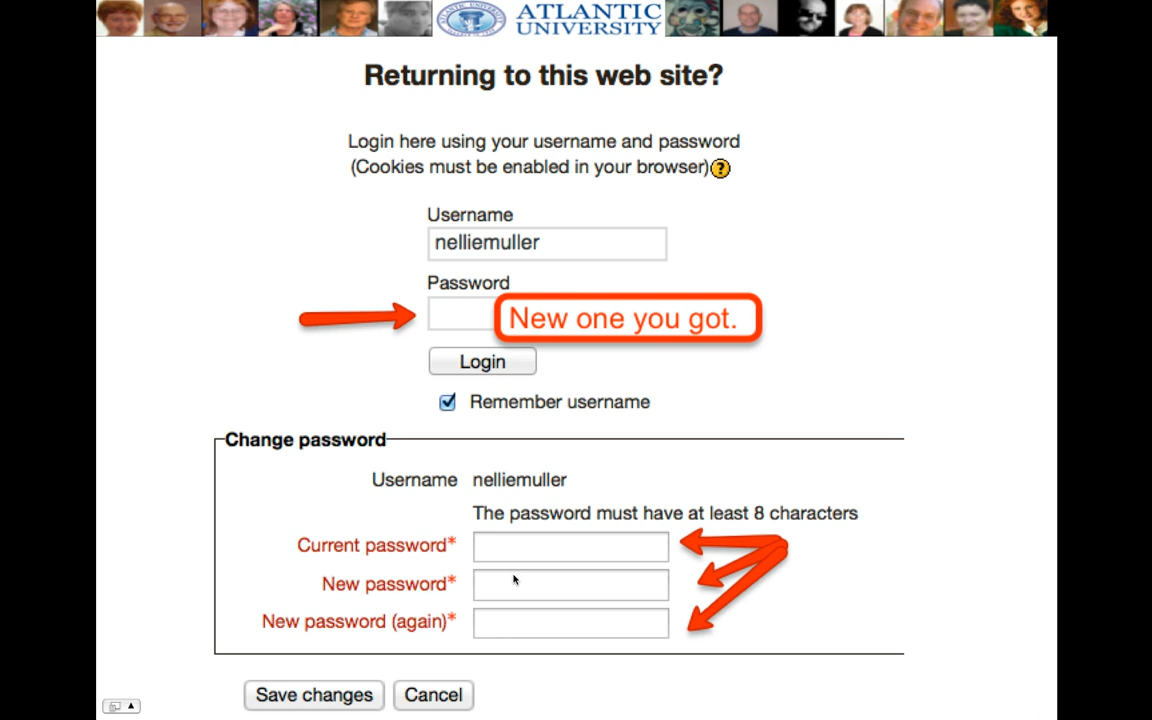 ATLANTIC
UNIVERSITY
Returning to this web site?
Login here using your username and password
(Cookies must be enabled in your browser)?
Username
nelliemuller
Password
New one you got.
Login
Remember username
Change password
Username nelliemuller
The password must have at least 8 characters
Current password*
New password*
New password (again)*
Save changes Cancel